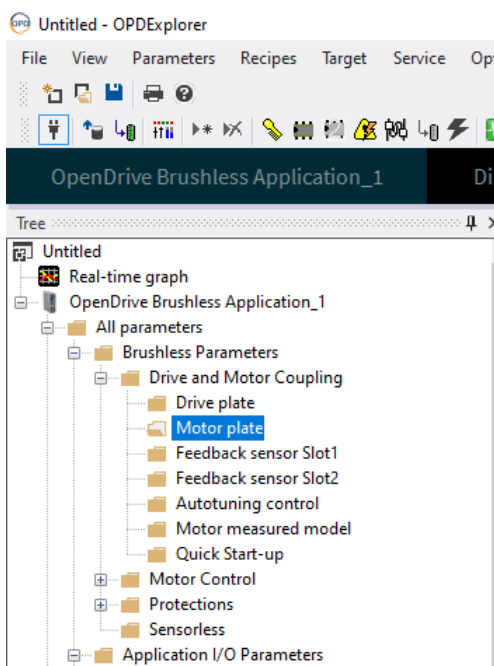 Untitled - OPDExplorer
File View Parameters Recipes Target Service Op
OpenDrive Brushless Application_1 Di
Tree
Untitled
Real-time graph
OpenDrive Brushless Application_1
All parameters
Brushless Parameters
Drive and Motor Coupling
Drive plate
Motor plate
Feedback sensor Slot1
Feedback sensor Slot2
Autotuning control
Motor measured model
Quick Start-up
Motor Control
Protections
Sensorless
Application I/O Parameters